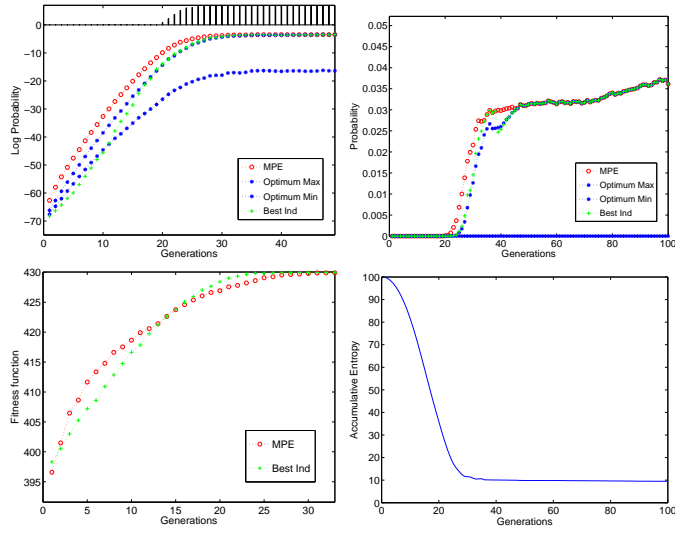 10
0
−10
−20
−30
−40
−50
−60
−70
0 10 20 30 40
Log Probability
Generations
MPE
Optimum Max
Optimum Min
Best Ind
0.05
0.045
0.04
0.035
0.03
0.025
0.02
0.015
0.01
0.005
0
0 20 40 60 80 100
Probability
Generations
MPE
Optimum Max
Optimum Min
Best Ind
430
425
420
415
410
405
400
395
0 5 10 15 20 25 30
Fitness function
Generations
MPE
Best Ind
100
90
80
70
60
50
40
30
20
10
0
0 20 40 60 80 100
Accumulative Entropy
Generations